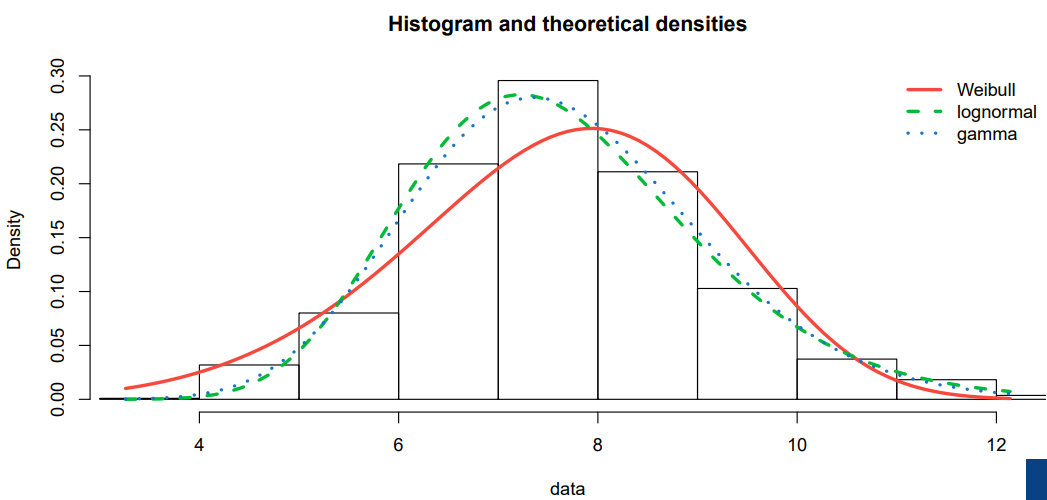 Histogram and theoretical densities
Density
0.00 0.05 0.10 0.15 0.20 0.25 0.30
Weibull
lognormal
gamma
4 6 8 10 12
data